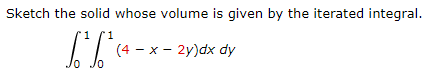 Sketch the solid whose volume is given by the iterated integral.
∫₀¹ ∫₀¹ (4 − x − 2y)dx dy